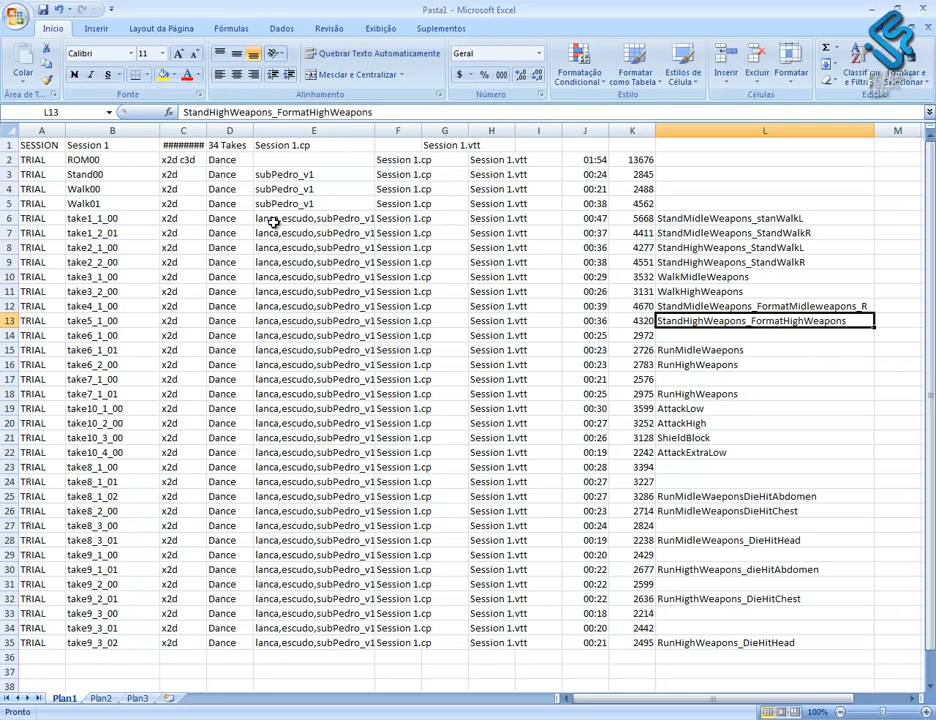 Pasta1 - Microsoft Excel
Início Inserir Layout da Página Fórmulas Dados Revisão Exibição Suplementos
Calibri 11 Quebrar Texto Automaticamente Geral
Colar N I S Mesclar e Centralizar $ % 000 Formatação Condicional Formatar como Tabela Estilos de Célula Inserir Excluir Formatar Classificar e Filtrar Localizar e Selecionar
Área de T... Fonte Alinhamento Número Estilo Células Edição
L13 fx StandHighWeapons_FormatHighWeapons
A B C D E F G H I J K L M
1 SESSION Session 1 ######## 34 Takes Session 1.cp Session 1.vtt
2 TRIAL ROM00 x2d c3d Dance Session 1.cp Session 1.vtt 01:54 13676
3 TRIAL Stand00 x2d Dance subPedro_v1 Session 1.cp Session 1.vtt 00:24 2845
4 TRIAL Walk00 x2d Dance subPedro_v1 Session 1.cp Session 1.vtt 00:21 2488
5 TRIAL Walk01 x2d Dance subPedro_v1 Session 1.cp Session 1.vtt 00:38 4562
6 TRIAL take1_1_00 x2d Dance lanca,escudo,subPedro_v1 Session 1.cp Session 1.vtt 00:47 5668 StandMidleWeapons_stanWalkL
7 TRIAL take1_2_01 x2d Dance lanca,escudo,subPedro_v1 Session 1.cp Session 1.vtt 00:37 4411 StandMidleWeapons_StandWalkR
8 TRIAL take2_1_00 x2d Dance lanca,escudo,subPedro_v1 Session 1.cp Session 1.vtt 00:36 4277 StandHighWeapons_StandWalkL
9 TRIAL take2_2_00 x2d Dance lanca,escudo,subPedro_v1 Session 1.cp Session 1.vtt 00:38 4551 StandHighWeapons_StandWalkR
10 TRIAL take3_1_00 x2d Dance lanca,escudo,subPedro_v1 Session 1.cp Session 1.vtt 00:29 3532 WalkMidleWeapons
11 TRIAL take3_2_00 x2d Dance lanca,escudo,subPedro_v1 Session 1.cp Session 1.vtt 00:26 3131 WalkHighWeapons
12 TRIAL take4_1_00 x2d Dance lanca,escudo,subPedro_v1 Session 1.cp Session 1.vtt 00:39 4670 StandMidleWeapons_FormatMidleweapons_R
13 TRIAL take5_1_00 x2d Dance lanca,escudo,subPedro_v1 Session 1.cp Session 1.vtt 00:36 4320 StandHighWeapons_FormatHighWeapons
14 TRIAL take6_1_00 x2d Dance lanca,escudo,subPedro_v1 Session 1.cp Session 1.vtt 00:25 2972
15 TRIAL take6_1_01 x2d Dance lanca,escudo,subPedro_v1 Session 1.cp Session 1.vtt 00:23 2726 RunMidleWaepons
16 TRIAL take6_2_00 x2d Dance lanca,escudo,subPedro_v1 Session 1.cp Session 1.vtt 00:23 2783 RunHighWeapons
17 TRIAL take7_1_00 x2d Dance lanca,escudo,subPedro_v1 Session 1.cp Session 1.vtt 00:21 2576
18 TRIAL take7_1_01 x2d Dance lanca,escudo,subPedro_v1 Session 1.cp Session 1.vtt 00:25 2975 RunHighWeapons
19 TRIAL take10_1_00 x2d Dance lanca,escudo,subPedro_v1 Session 1.cp Session 1.vtt 00:30 3599 AttackLow
20 TRIAL take10_2_00 x2d Dance lanca,escudo,subPedro_v1 Session 1.cp Session 1.vtt 00:27 3252 AttackHigh
21 TRIAL take10_3_00 x2d Dance lanca,escudo,subPedro_v1 Session 1.cp Session 1.vtt 00:26 3128 ShieldBlock
22 TRIAL take10_4_00 x2d Dance lanca,escudo,subPedro_v1 Session 1.cp Session 1.vtt 00:19 2242 AttackExtraLow
23 TRIAL take8_1_00 x2d Dance lanca,escudo,subPedro_v1 Session 1.cp Session 1.vtt 00:28 3394
24 TRIAL take8_1_01 x2d Dance lanca,escudo,subPedro_v1 Session 1.cp Session 1.vtt 00:27 3227
25 TRIAL take8_1_02 x2d Dance lanca,escudo,subPedro_v1 Session 1.cp Session 1.vtt 00:27 3286 RunMidleWeaponsDieHitAbdomen
26 TRIAL take8_2_00 x2d Dance lanca,escudo,subPedro_v1 Session 1.cp Session 1.vtt 00:23 2714 RunMidleWeaponsDieHitChest
27 TRIAL take8_3_00 x2d Dance lanca,escudo,subPedro_v1 Session 1.cp Session 1.vtt 00:24 2824
28 TRIAL take8_3_01 x2d Dance lanca,escudo,subPedro_v1 Session 1.cp Session 1.vtt 00:19 2238 RunMidleWeapons_DieHitHead
29 TRIAL take9_1_00 x2d Dance lanca,escudo,subPedro_v1 Session 1.cp Session 1.vtt 00:20 2429
30 TRIAL take9_1_01 x2d Dance lanca,escudo,subPedro_v1 Session 1.cp Session 1.vtt 00:22 2677 RunHigthWeapons_dieHitAbdomen
31 TRIAL take9_2_00 x2d Dance lanca,escudo,subPedro_v1 Session 1.cp Session 1.vtt 00:22 2599
32 TRIAL take9_2_01 x2d Dance lanca,escudo,subPedro_v1 Session 1.cp Session 1.vtt 00:22 2636 RunHigthWeapons_DieHitChest
33 TRIAL take9_3_00 x2d Dance lanca,escudo,subPedro_v1 Session 1.cp Session 1.vtt 00:18 2214
34 TRIAL take9_3_01 x2d Dance lanca,escudo,subPedro_v1 Session 1.cp Session 1.vtt 00:20 2442
35 TRIAL take9_3_02 x2d Dance lanca,escudo,subPedro_v1 Session 1.cp Session 1.vtt 00:21 2495 RunHighWeapons_DieHitHead
36
37
38
Plan1 Plan2 Plan3
Pronto 100%